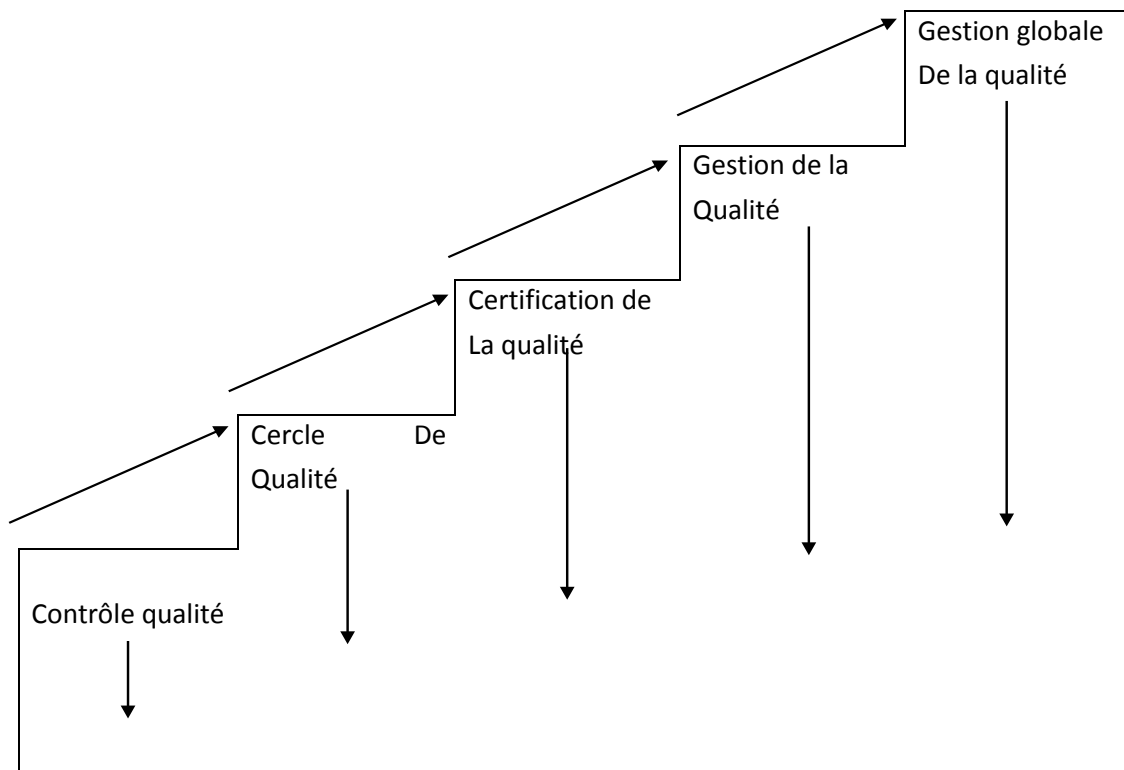 Gestion globale
De la qualité
Gestion de la
Qualité
Certification de
La qualité
Cercle De
Qualité
Contrôle qualité